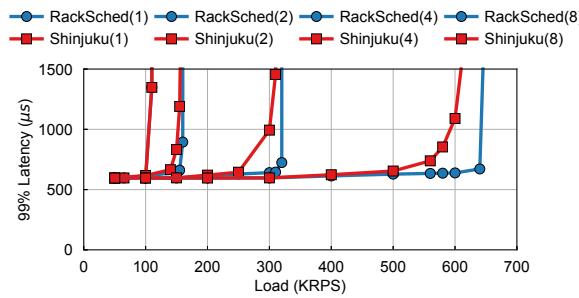 RackSched(1) RackSched(2) RackSched(4) RackSched(8
Shinjuku(1) Shinjuku(2) Shinjuku(4) Shinjuku(8)
1500
1000
500
0
99% Latency (μs)
0 100 200 300 400 500 600 700
Load (KRPS)